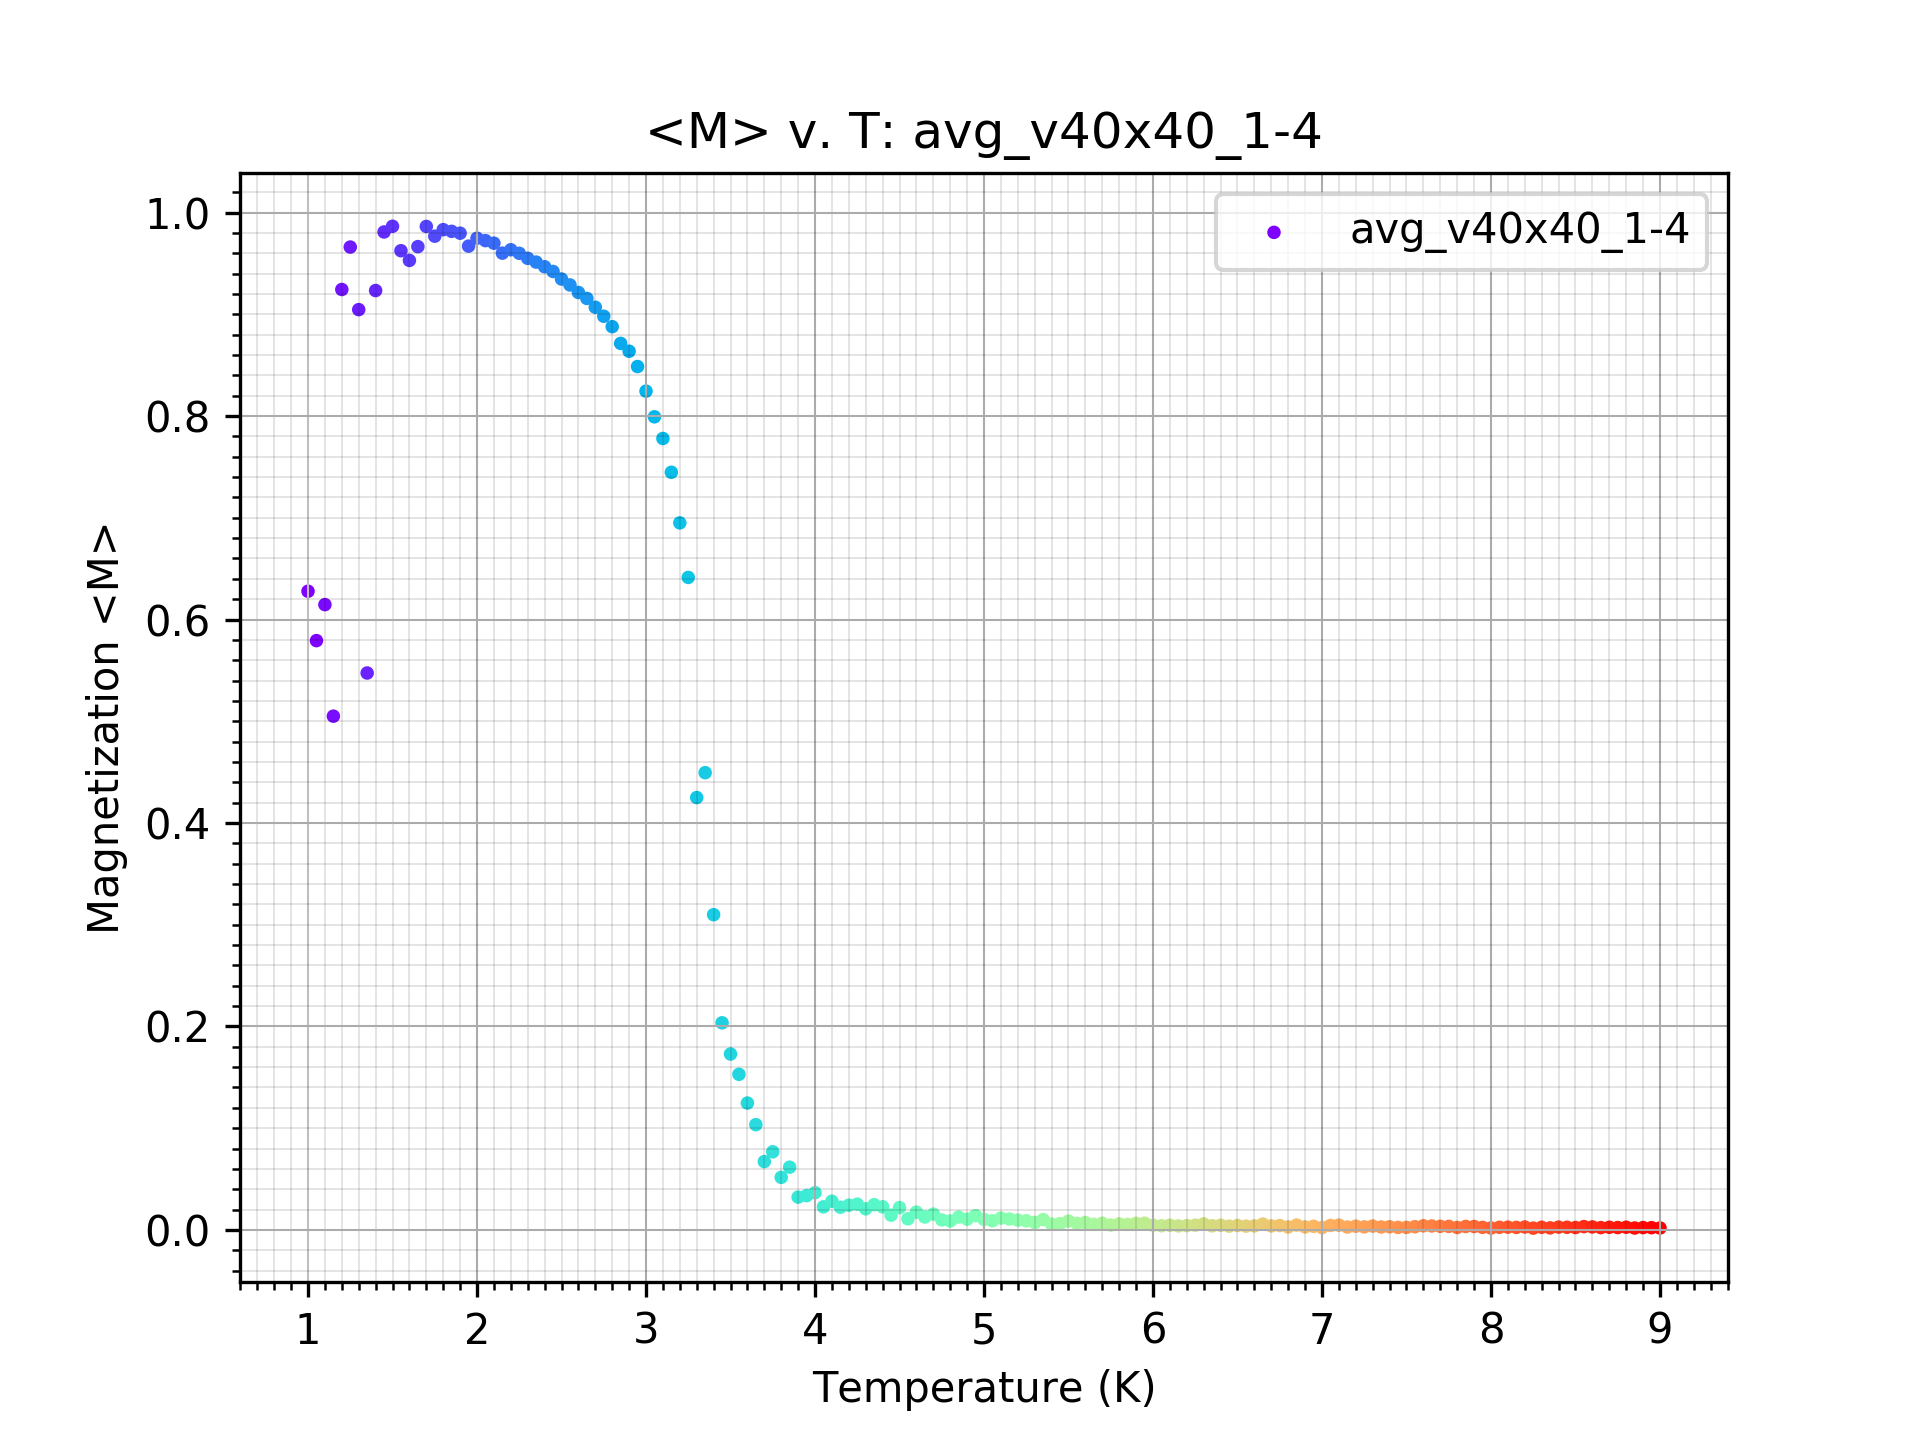 <M> v. T: avg_v40x40_1-4
avg_v40x40_1-4
Magnetization <M>
1.0
0.8
0.6
0.4
0.2
0.0
1 2 3 4 5 6 7 8 9
Temperature (K)